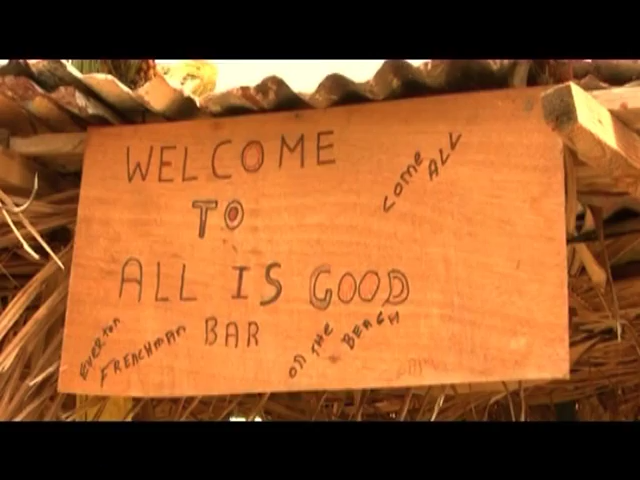 WELCOME
TO
COME ALL
ALL IS GOOD
EVERTON
FRENCHMAN BAR
ON THE BEACH